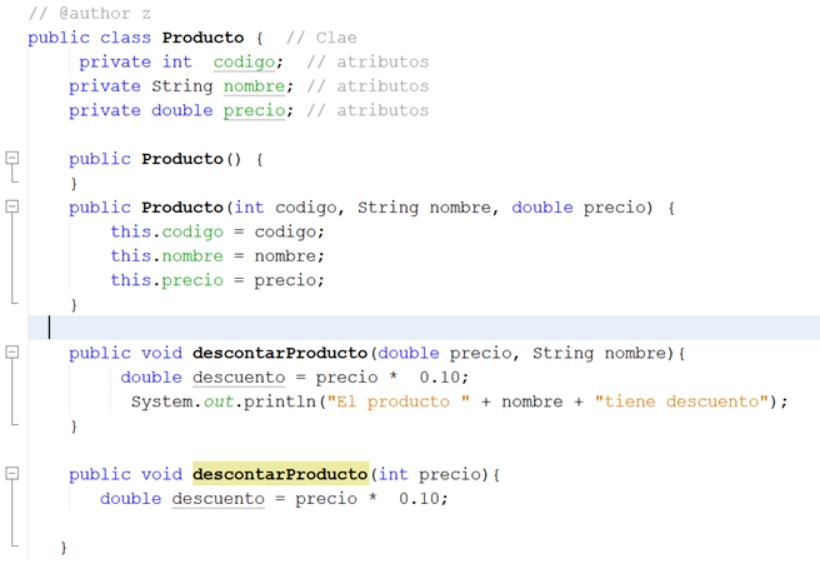 // @author z
public class Producto {  // Clae
     private int  codigo;  // atributos
    private String nombre; // atributos
    private double precio; // atributos

    public Producto() {
    }
    public Producto(int codigo, String nombre, double precio) {
        this.codigo = codigo;
        this.nombre = nombre;
        this.precio = precio;
    }

    public void descontarProducto(double precio, String nombre){
         double descuento = precio *  0.10;
          System.out.println("El producto " + nombre + "tiene descuento");
    }

    public void descontarProducto(int precio){
       double descuento = precio *  0.10;

   }